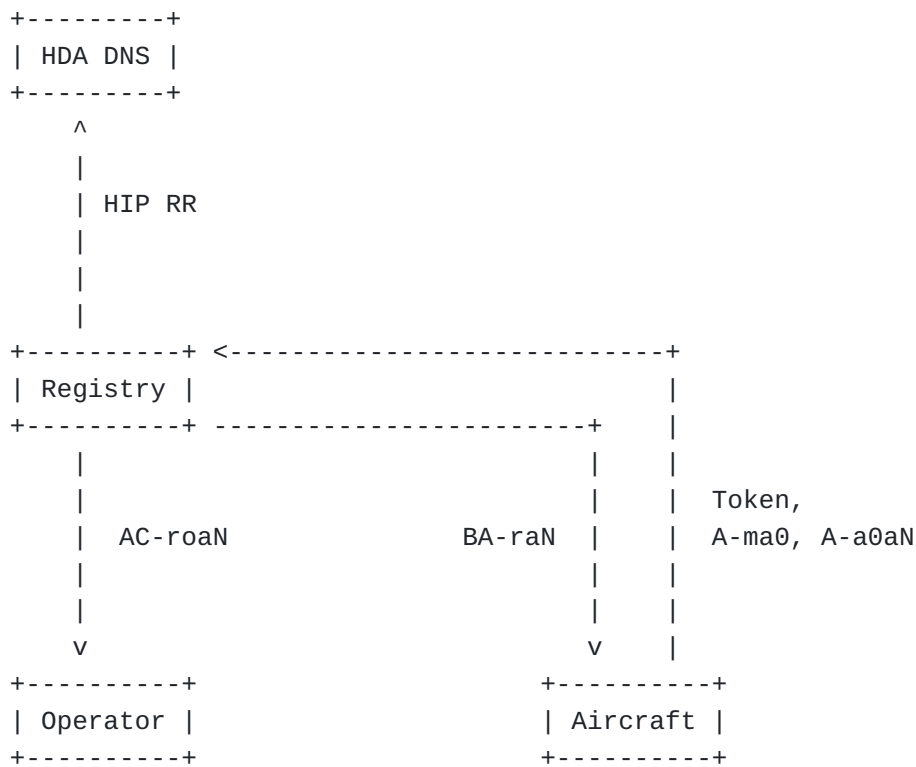 HDA DNS
HIP RR
Registry
Token,
AC-roaN BA-raN A-ma0, A-a0aN
Operator Aircraft